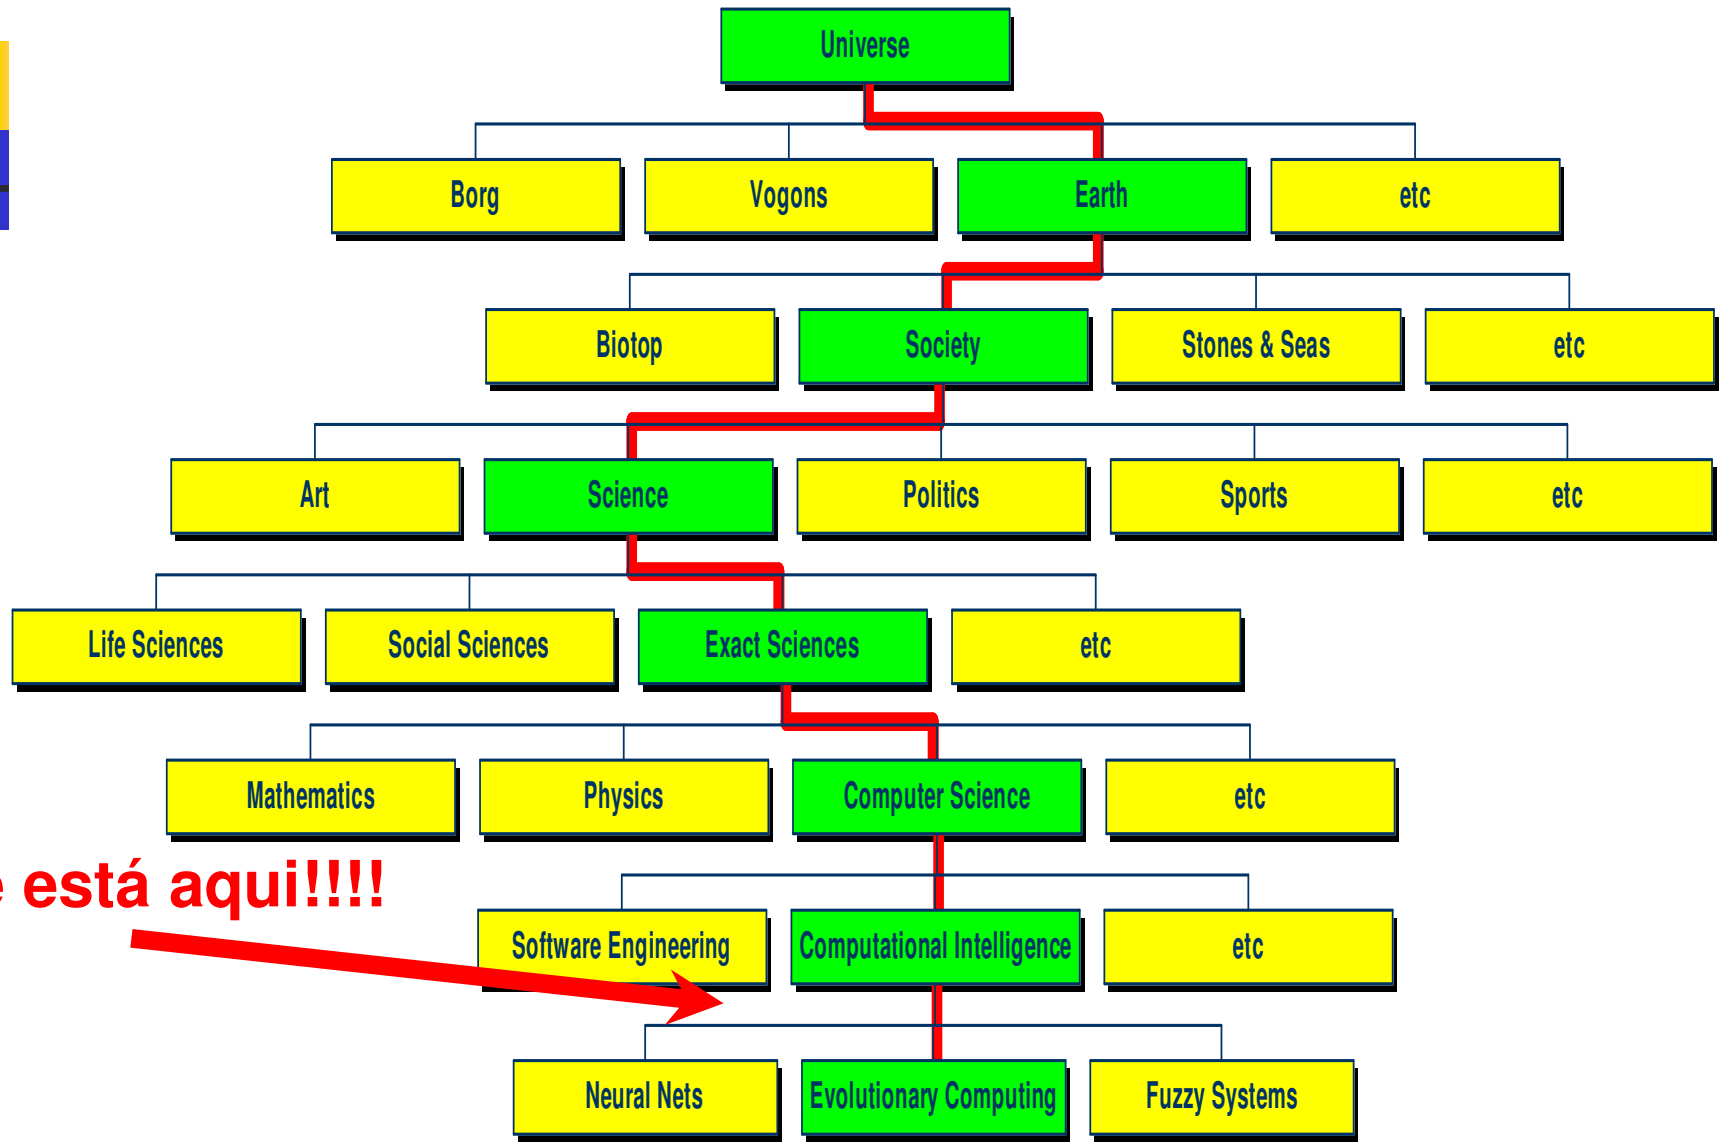 Universe
Borg Vogons Earth etc
Biotop Society Stones & Seas etc
Art Science Politics Sports etc
Life Sciences Social Sciences Exact Sciences etc
Mathematics Physics Computer Science etc
está aqui!!!!
Software Engineering Computational Intelligence etc
Neural Nets Evolutionary Computing Fuzzy Systems